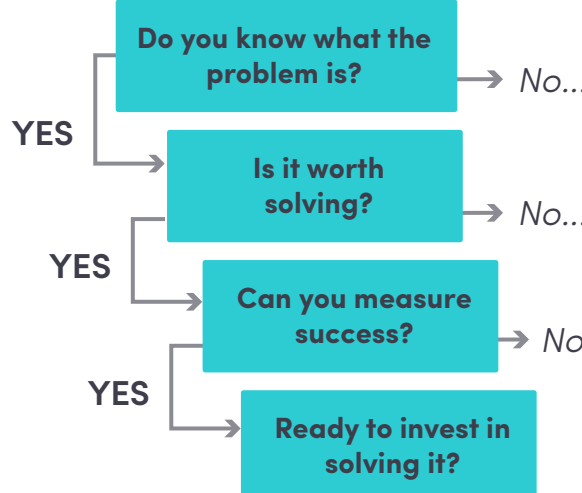 Do you know what the
problem is?
No...
YES
Is it worth
solving?
No...
YES
Can you measure
success?
No
YES
Ready to invest in
solving it?